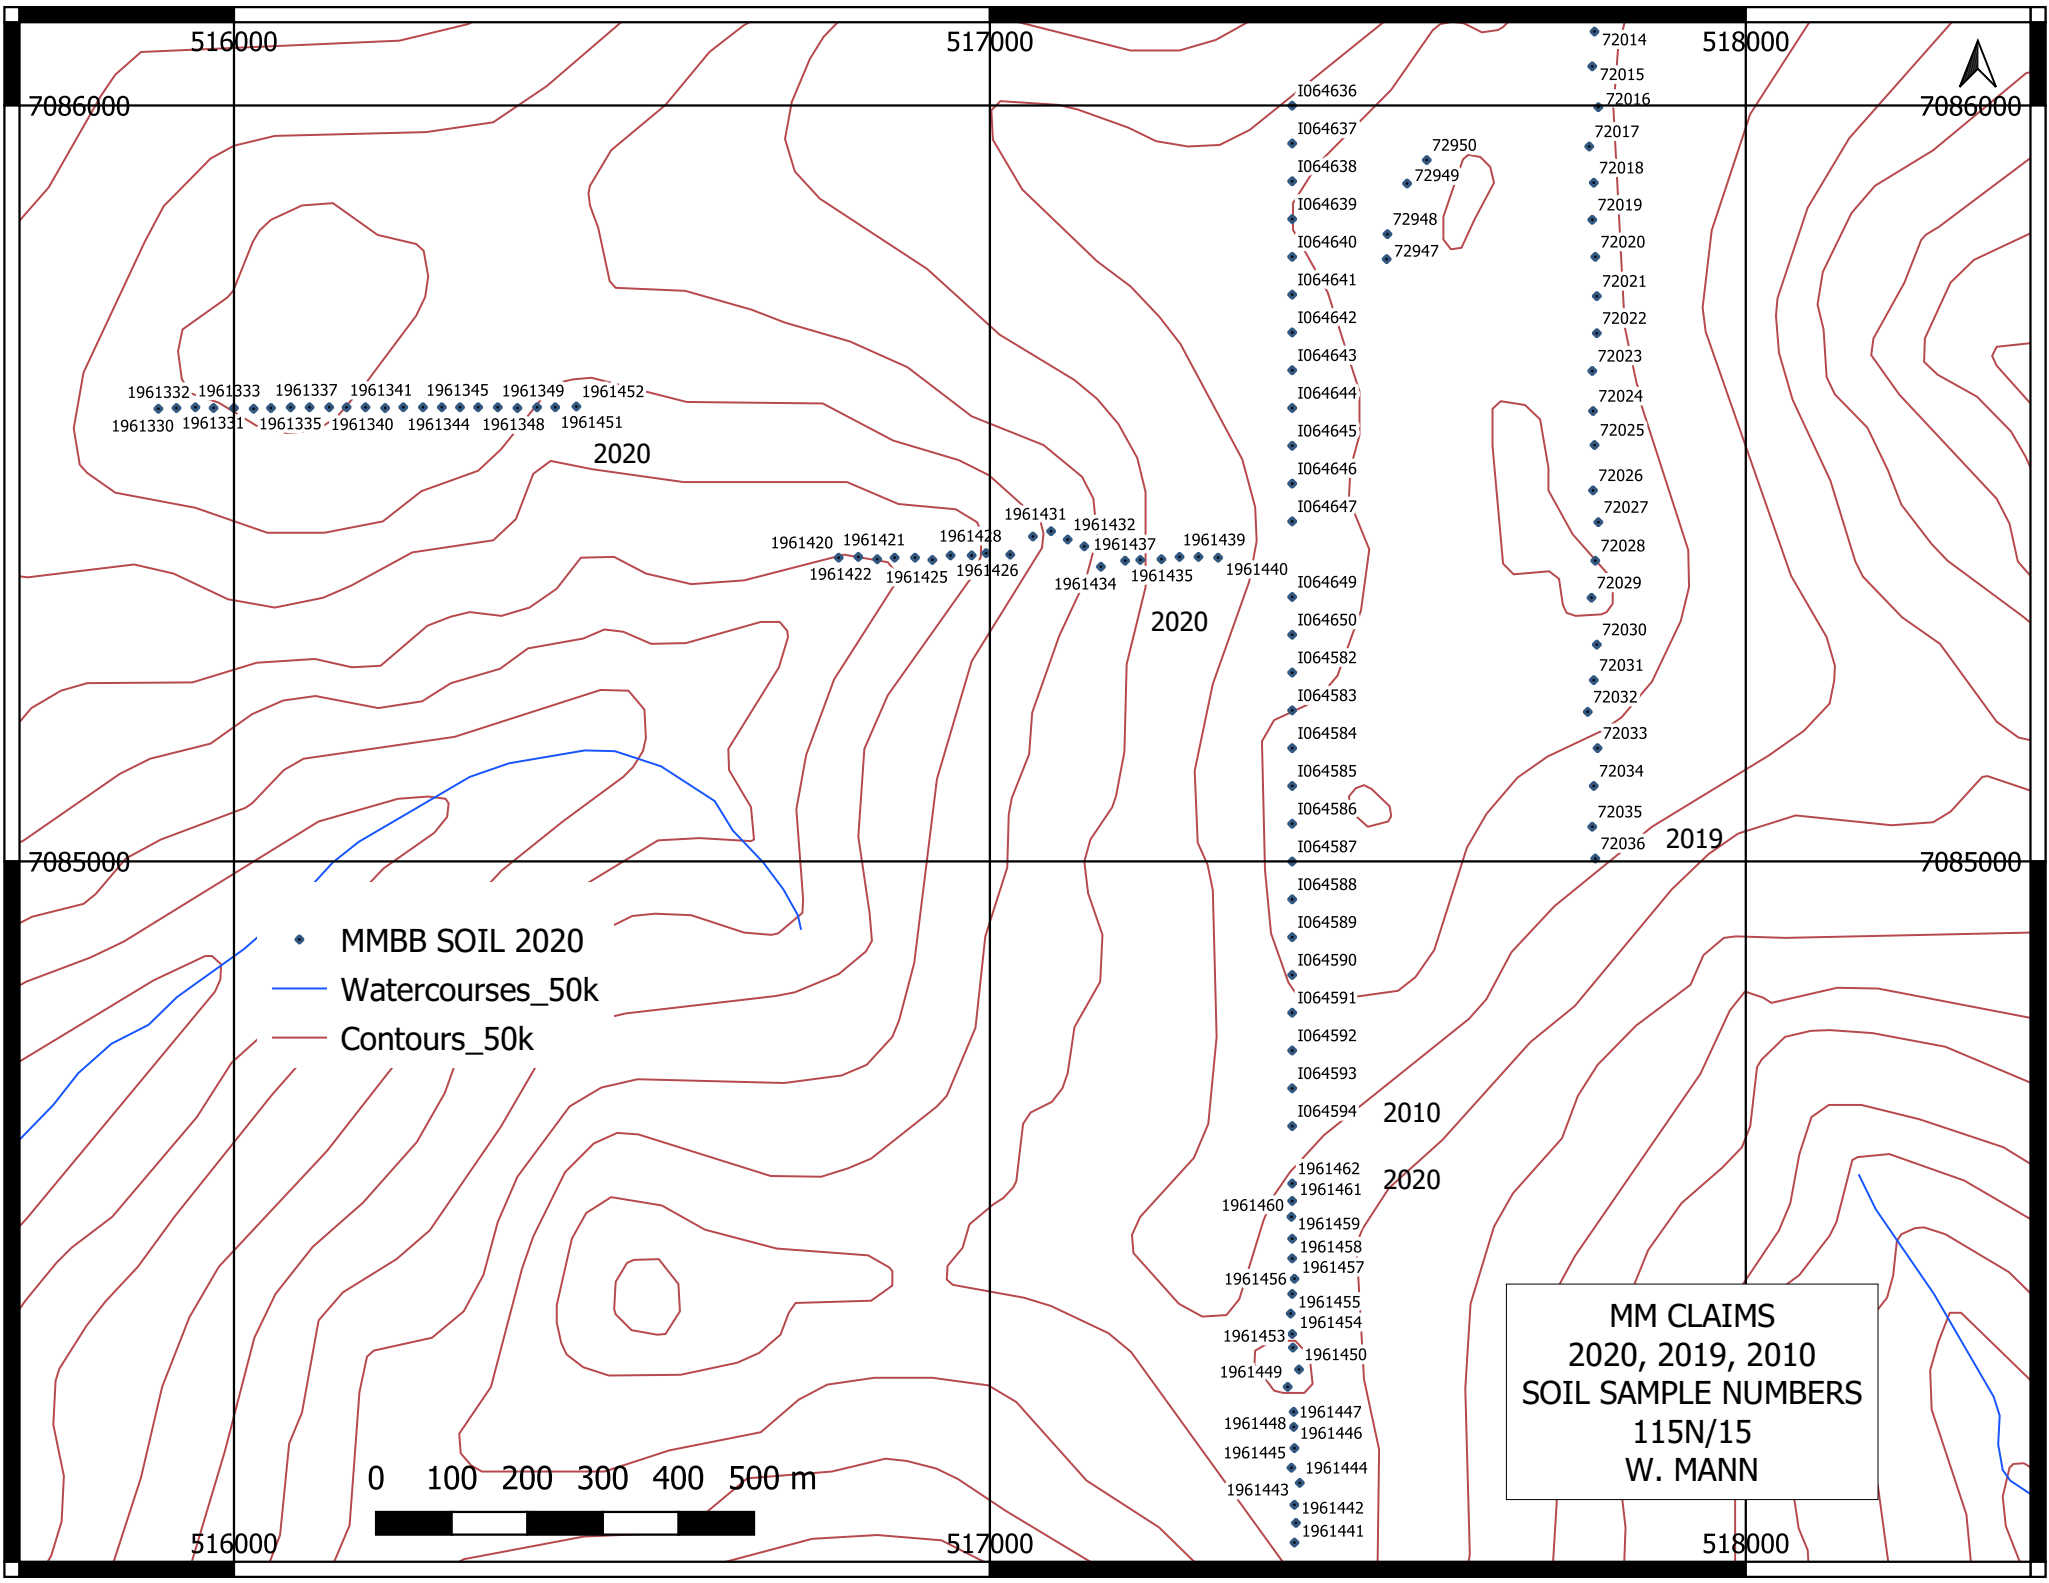 516000
517000
518000
72014
72015
I064636
72016
7086000
7086000
I064637
72017
72950
I064638
72018
72949
I064639
72019
72948
I064640
72020
72947
I064641
72021
I064642
72022
I064643
72023
1961332
1961333
1961337
1961341
1961345
1961349
1961452
I064644
72024
1961330
1961331
1961335
1961340
1961344
1961348
1961451
I064645
72025
2020
I064646
72026
I064647
72027
1961431
1961432
1961420
1961421
1961428
1961437
1961439
72028
1961422
1961425
1961426
1961434
1961435
1961440
I064649
72029
2020
I064650
72030
I064582
72031
I064583
72032
I064584
72033
I064585
72034
I064586
72035
2019
I064587
72036
7085000
7085000
I064588
I064589
MMBB SOIL 2020
I064590
Watercourses_50k
I064591
Contours_50k
I064592
I064593
I064594
2010
1961462
2020
1961461
1961460
1961459
1961458
1961457
1961456
1961455
1961454
1961453
1961450
1961449
1961447
1961448
1961446
1961445
1961444
1961443
1961442
1961441
MM CLAIMS
2020, 2019, 2010
SOIL SAMPLE NUMBERS
115N/15
W. MANN
0 100 200 300 400 500 m
516000
517000
518000